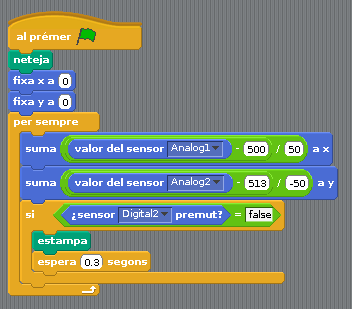 al prémer
neteja
fixa x a 0
fixa y a 0
per sempre
suma valor del sensor Analog1 - 500 / 50 a x
suma valor del sensor Analog2 - 513 / -50 a y
si ¿sensor Digital2 premut? = false
estampa
espera 0.3 segons